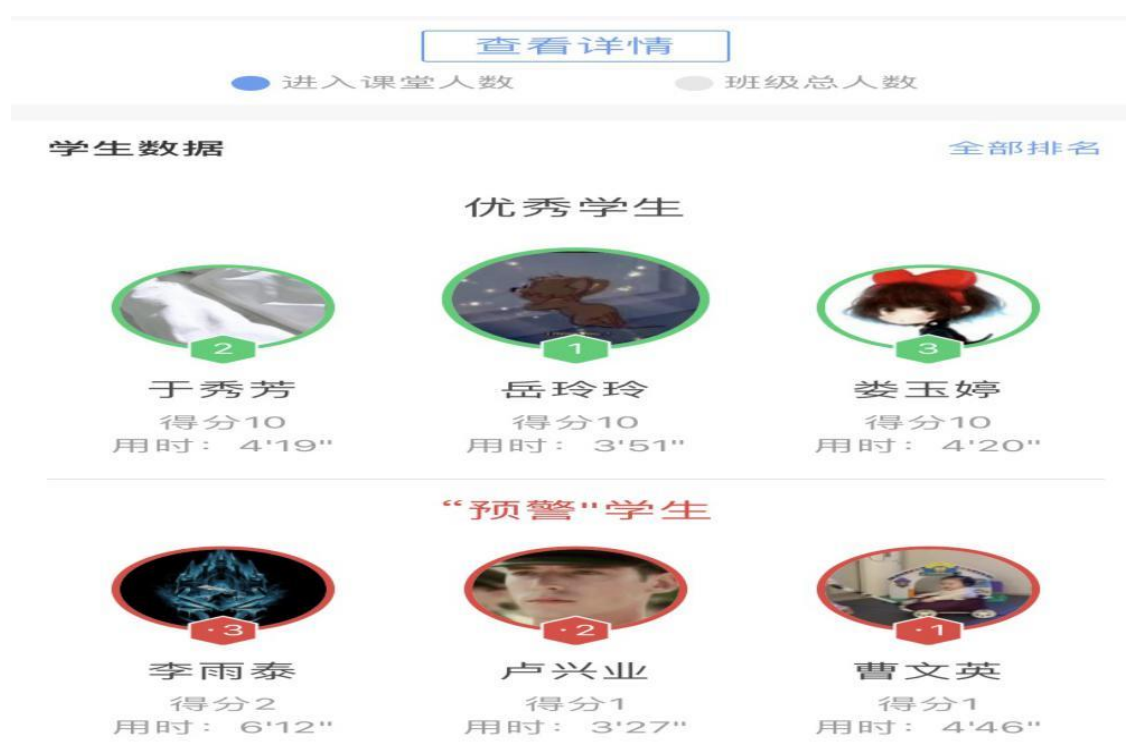 查看详情
进入课堂人数 班级总人数
学生数据 全部排名
优秀学生
2 1 3
于秀芳 岳玲玲 娄玉婷
得分10 得分10 得分10
用时：4'19" 用时：3'51" 用时：4'20"
“预警"学生
·3 ·2 ·1
李雨泰 卢兴业 曹文英
得分2 得分1 得分1
用时：6'12" 用时：3'27" 用时：4'46"